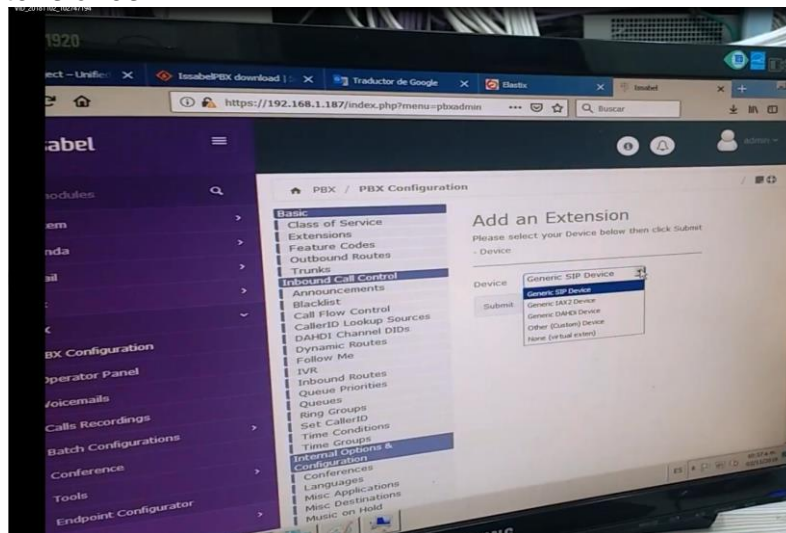 VID_20181102_102747194
1920
ect – Unifie
IssabelPBX download |
Traductor de Google
Elastix
Issabel
https://192.168.1.187/index.php?menu=pbxadmin
Buscar
sabel
admin
modules
PBX / PBX Configuration
em
nda
ail
BX Configuration
Operator Panel
Voicemails
Calls Recordings
Batch Configurations
Conference
Tools
Endpoint Configurator
Basic
Class of Service
Extensions
Feature Codes
Outbound Routes
Trunks
Inbound Call Control
Announcements
Blacklist
Call Flow Control
CallerID Lookup Sources
DAHDI Channel DIDs
Dynamic Routes
Follow Me
IVR
Inbound Routes
Queue Priorities
Queues
Ring Groups
Set CallerID
Time Conditions
Time Groups
Internal Options &
Configuration
Conferences
Languages
Misc Applications
Misc Destinations
Music on Hold
Add an Extension
Please select your Device below then click Submit
- Device
Device
Generic SIP Device
Generic SIP Device
Generic IAX2 Device
Generic DAHDI Device
Other (Custom) Device
None (virtual exten)
Submit
ES